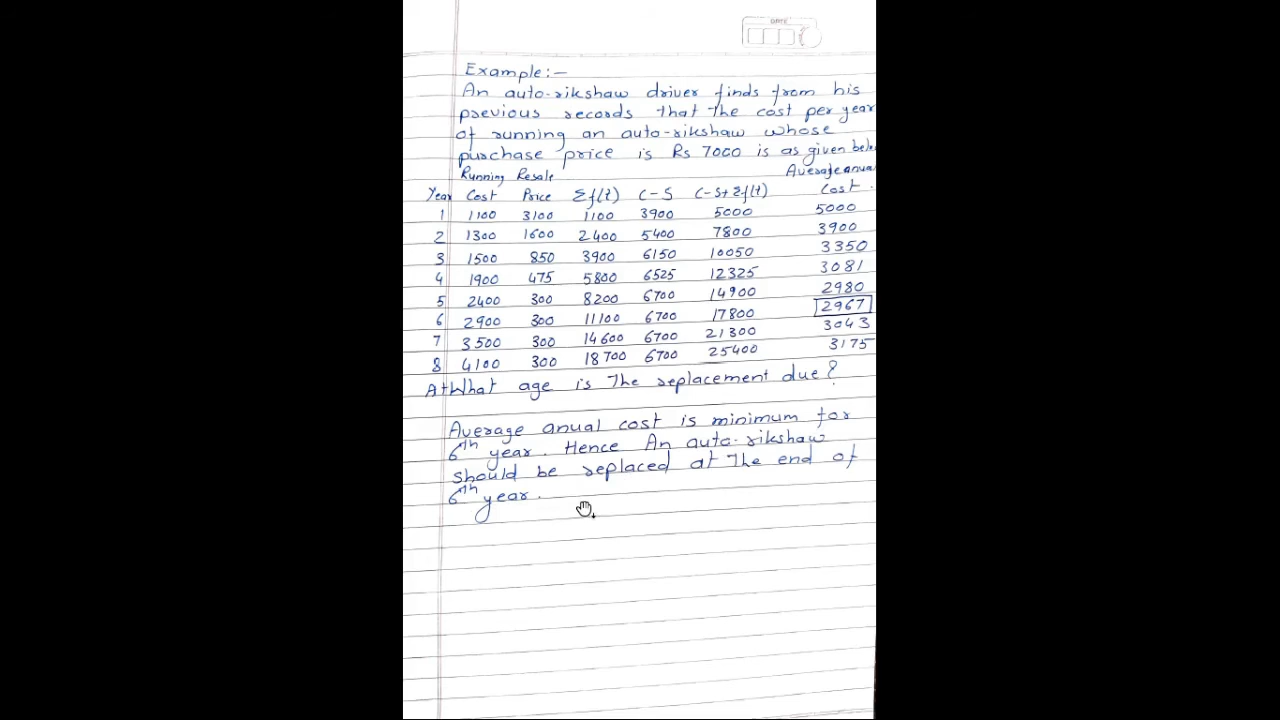 DATE
Example:-
An auto-rikshaw driver finds from his
previous records that the cost per year
of running an auto-rikshaw whose
purchase price is Rs 7000 is as given below
Running Resale Average annual
Year Cost Price Σf(t) C-S C-S+Σf(t) Cost.
1 1100 3100 1100 3900 5000 5000
2 1300 1600 2400 5400 7800 3900
3 1500 850 3900 6150 10050 3350
4 1900 475 5800 6525 12325 3081
5 2400 300 8200 6700 14900 2980
6 2900 300 11100 6700 17800 2967
7 3500 300 14600 6700 21300 3043
8 4100 300 18700 6700 25400 3175
At What age is the replacement due?
Average anual cost is minimum for
6th year. Hence An auto-rikshaw
should be replaced at the end of
6th year.